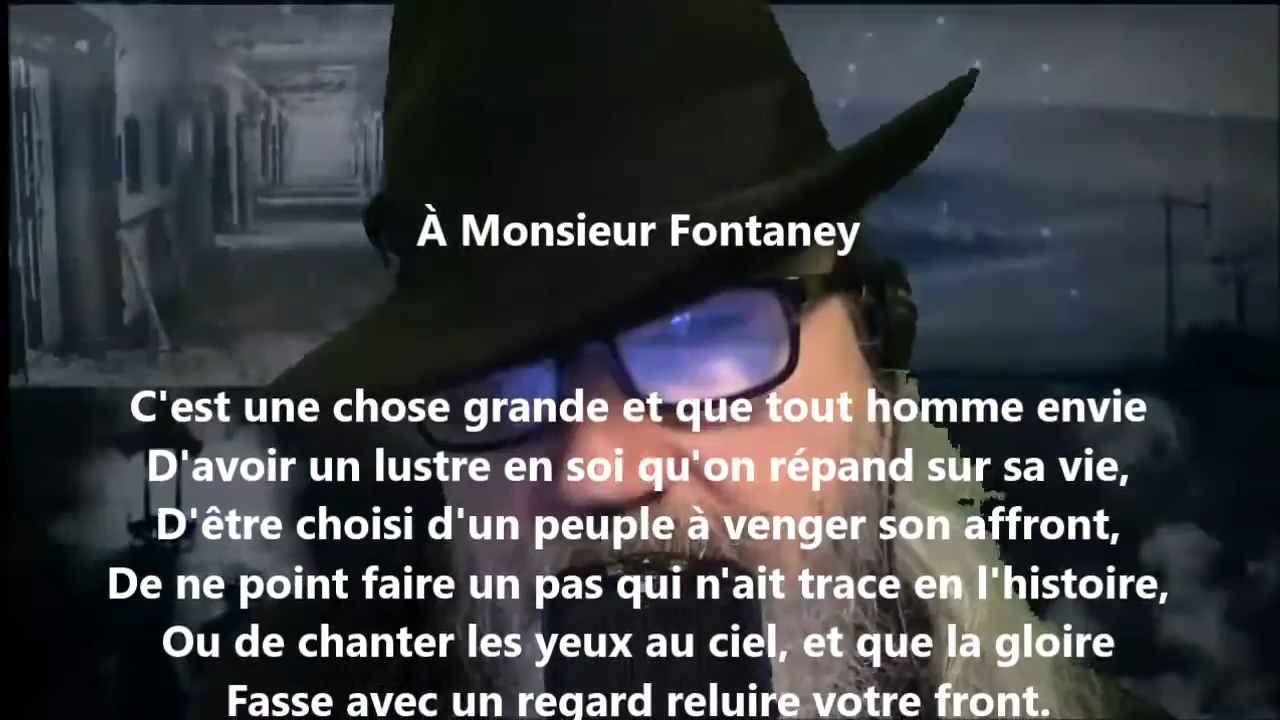 À Monsieur Fontaney
C'est une chose grande et que tout homme envie
D'avoir un lustre en soi qu'on répand sur sa vie,
D'être choisi d'un peuple à venger son affront,
De ne point faire un pas qui n'ait trace en l'histoire,
Ou de chanter les yeux au ciel, et que la gloire
Fasse avec un regard reluire votre front.